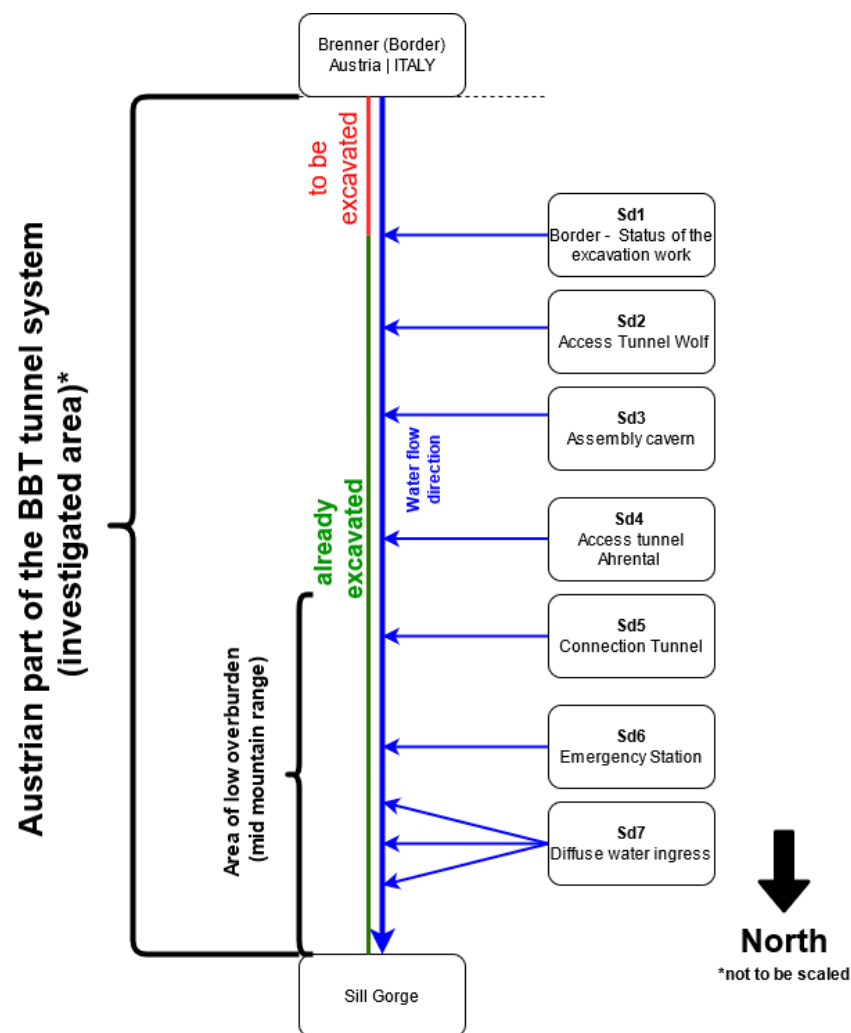 Brenner (Border)
Austria | ITALY
to be
excavated
Sd1
Border - Status of the
excavation work
Sd2
Access Tunnel Wolf
Sd3
Assembly cavern
Water flow
direction
already
excavated
Sd4
Access tunnel
Ahrental
Sd5
Connection Tunnel
Austrian part of the BBT tunnel system
(investigated area)*
Area of low overburden
(mid mountain range)
Sd6
Emergency Station
Sd7
Diffuse water ingress
North
*not to be scaled
Sill Gorge